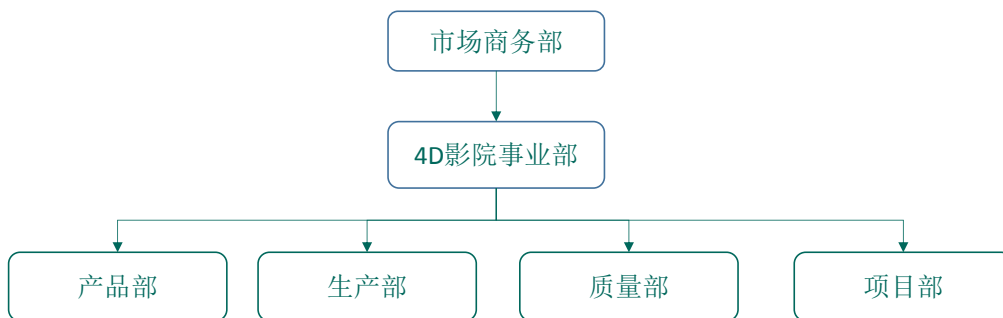 市场商务部
4D影院事业部
产品部
生产部
质量部
项目部